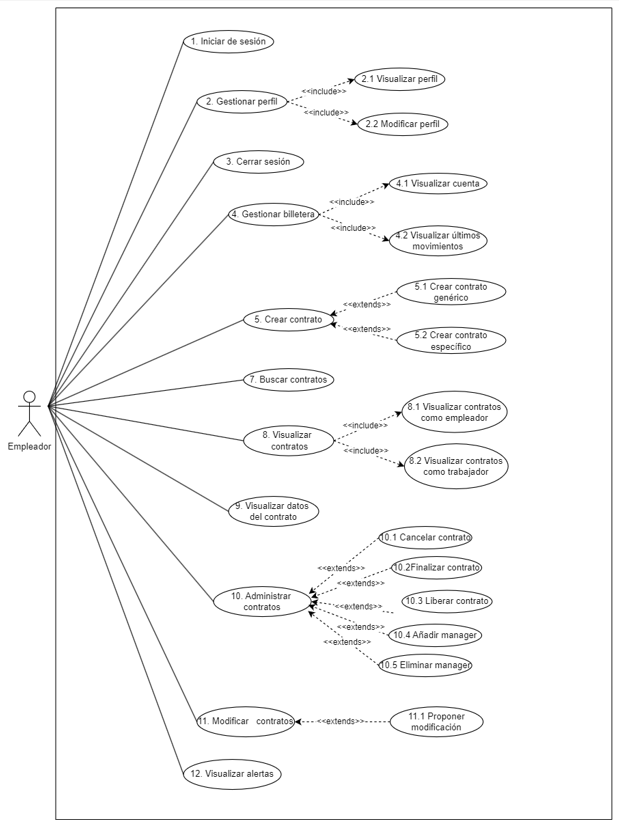 1. Iniciar de sesión
2.1 Visualizar perfil
<<include>>
2. Gestionar perfil
<<include>>
2.2 Modificar perfil
3. Cerrar sesión
4.1 Visualizar cuenta
<<include>>
4. Gestionar billetera
<<include>>
4.2 Visualizar últimos
movimientos
5.1 Crear contrato
genérico
<<extends>>
5. Crear contrato
<<extends>>
5.2 Crear contrato
específico
7. Buscar contratos
8.1 Visualizar contratos
como empleador
<<include>>
8. Visualizar
contratos
<<include>>
8.2 Visualizar contratos
como trabajador
Empleador
9. Visualizar datos
del contrato
10.1 Cancelar contrato
<<extends>>
10.2Finalizar contrato
<<extends>>
10. Administrar
contratos
10.3 Liberar contrato
<<extends>>
<<extends>>
10.4 Añadir manager
<<extends>>
10.5 Eliminar manager
11. Modificar contratos
<<extends>>
11.1 Proponer
modificación
12. Visualizar alertas